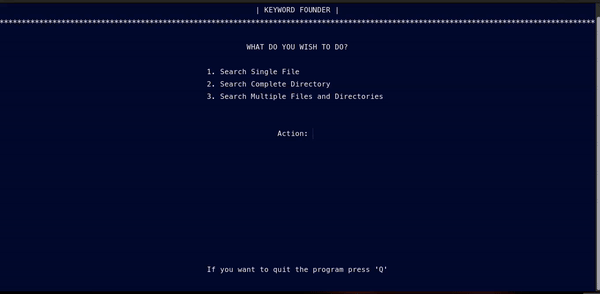 | KEYWORD FOUNDER |
****************************************************************************************************************************************
WHAT DO YOU WISH TO DO?
1. Search Single File
2. Search Complete Directory
3. Search Multiple Files and Directories
Action:
If you want to quit the program press 'Q'